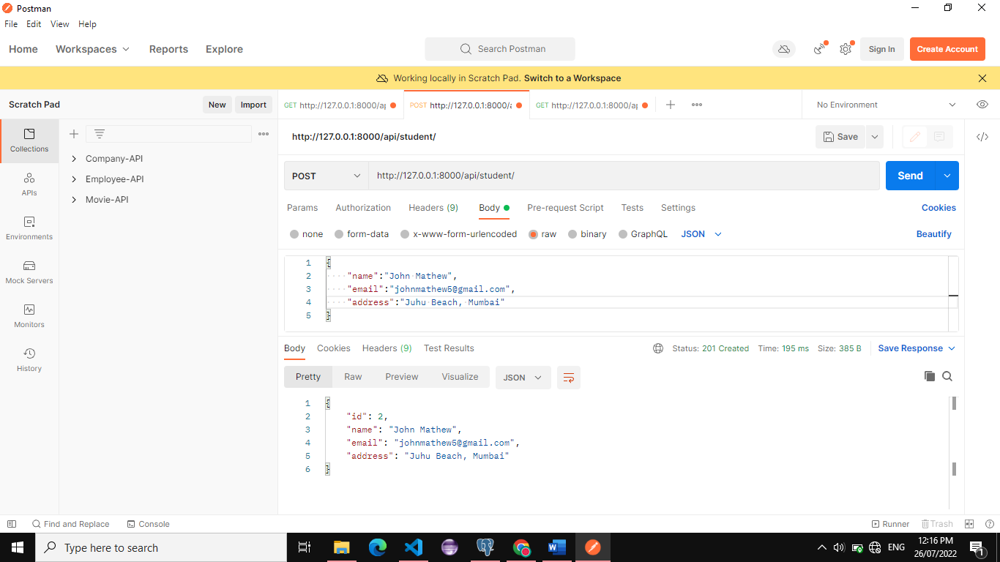 Postman
File Edit View Help
Home Workspaces Reports Explore Search Postman Sign In Create Account
Working locally in Scratch Pad. Switch to a Workspace
Scratch Pad New Import
GET http://127.0.0.1:8000/a POST http://127.0.0.1:8000/ GET http://127.0.0.1:8000/a No Environment
Collections
APIs
Environments
Mock Servers
Monitors
History
Company-API
Employee-API
Movie-API
http://127.0.0.1:8000/api/student/ Save
POST http://127.0.0.1:8000/api/student/ Send
Params Authorization Headers (9) Body Pre-request Script Tests Settings Cookies
none form-data x-www-form-urlencoded raw binary GraphQL JSON Beautify
1 {
2 "name":"John Mathew",
3 "email":"johnmathew5@gmail.com",
4 "address":"Juhu Beach, Mumbai"
5 }
Body Cookies Headers (9) Test Results Status: 201 Created Time: 195 ms Size: 385 B Save Response
Pretty Raw Preview Visualize JSON
1 {
2 "id": 2,
3 "name": "John Mathew",
4 "email": "johnmathew5@gmail.com",
5 "address": "Juhu Beach, Mumbai"
6 }
Find and Replace Console Runner Trash
Type here to search ENG 12:16 PM
26/07/2022 1